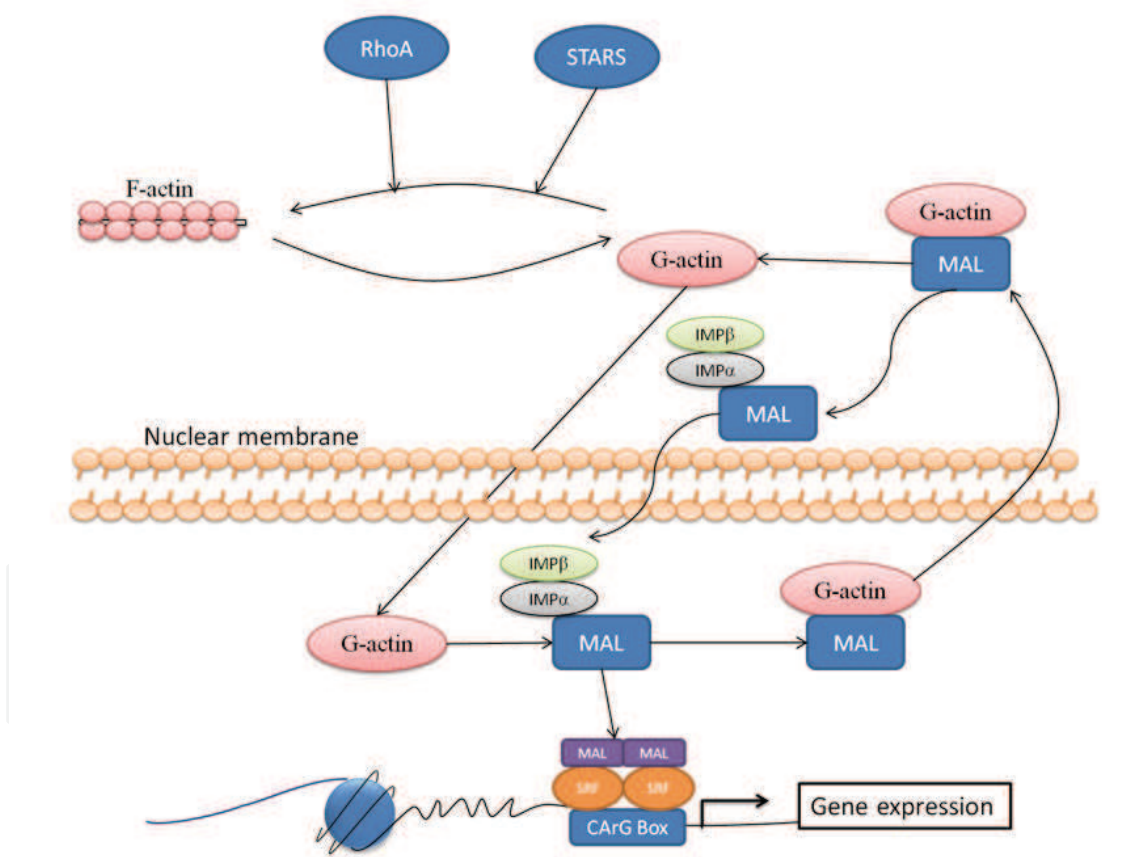 RhoA
STARS
F-actin
G-actin
MAL
G-actin
IMPβ
IMPα
MAL
Nuclear membrane
IMPβ
IMPα
MAL
G-actin
G-actin
MAL
MAL MAL
SRF SRF
CArG Box
Gene expression